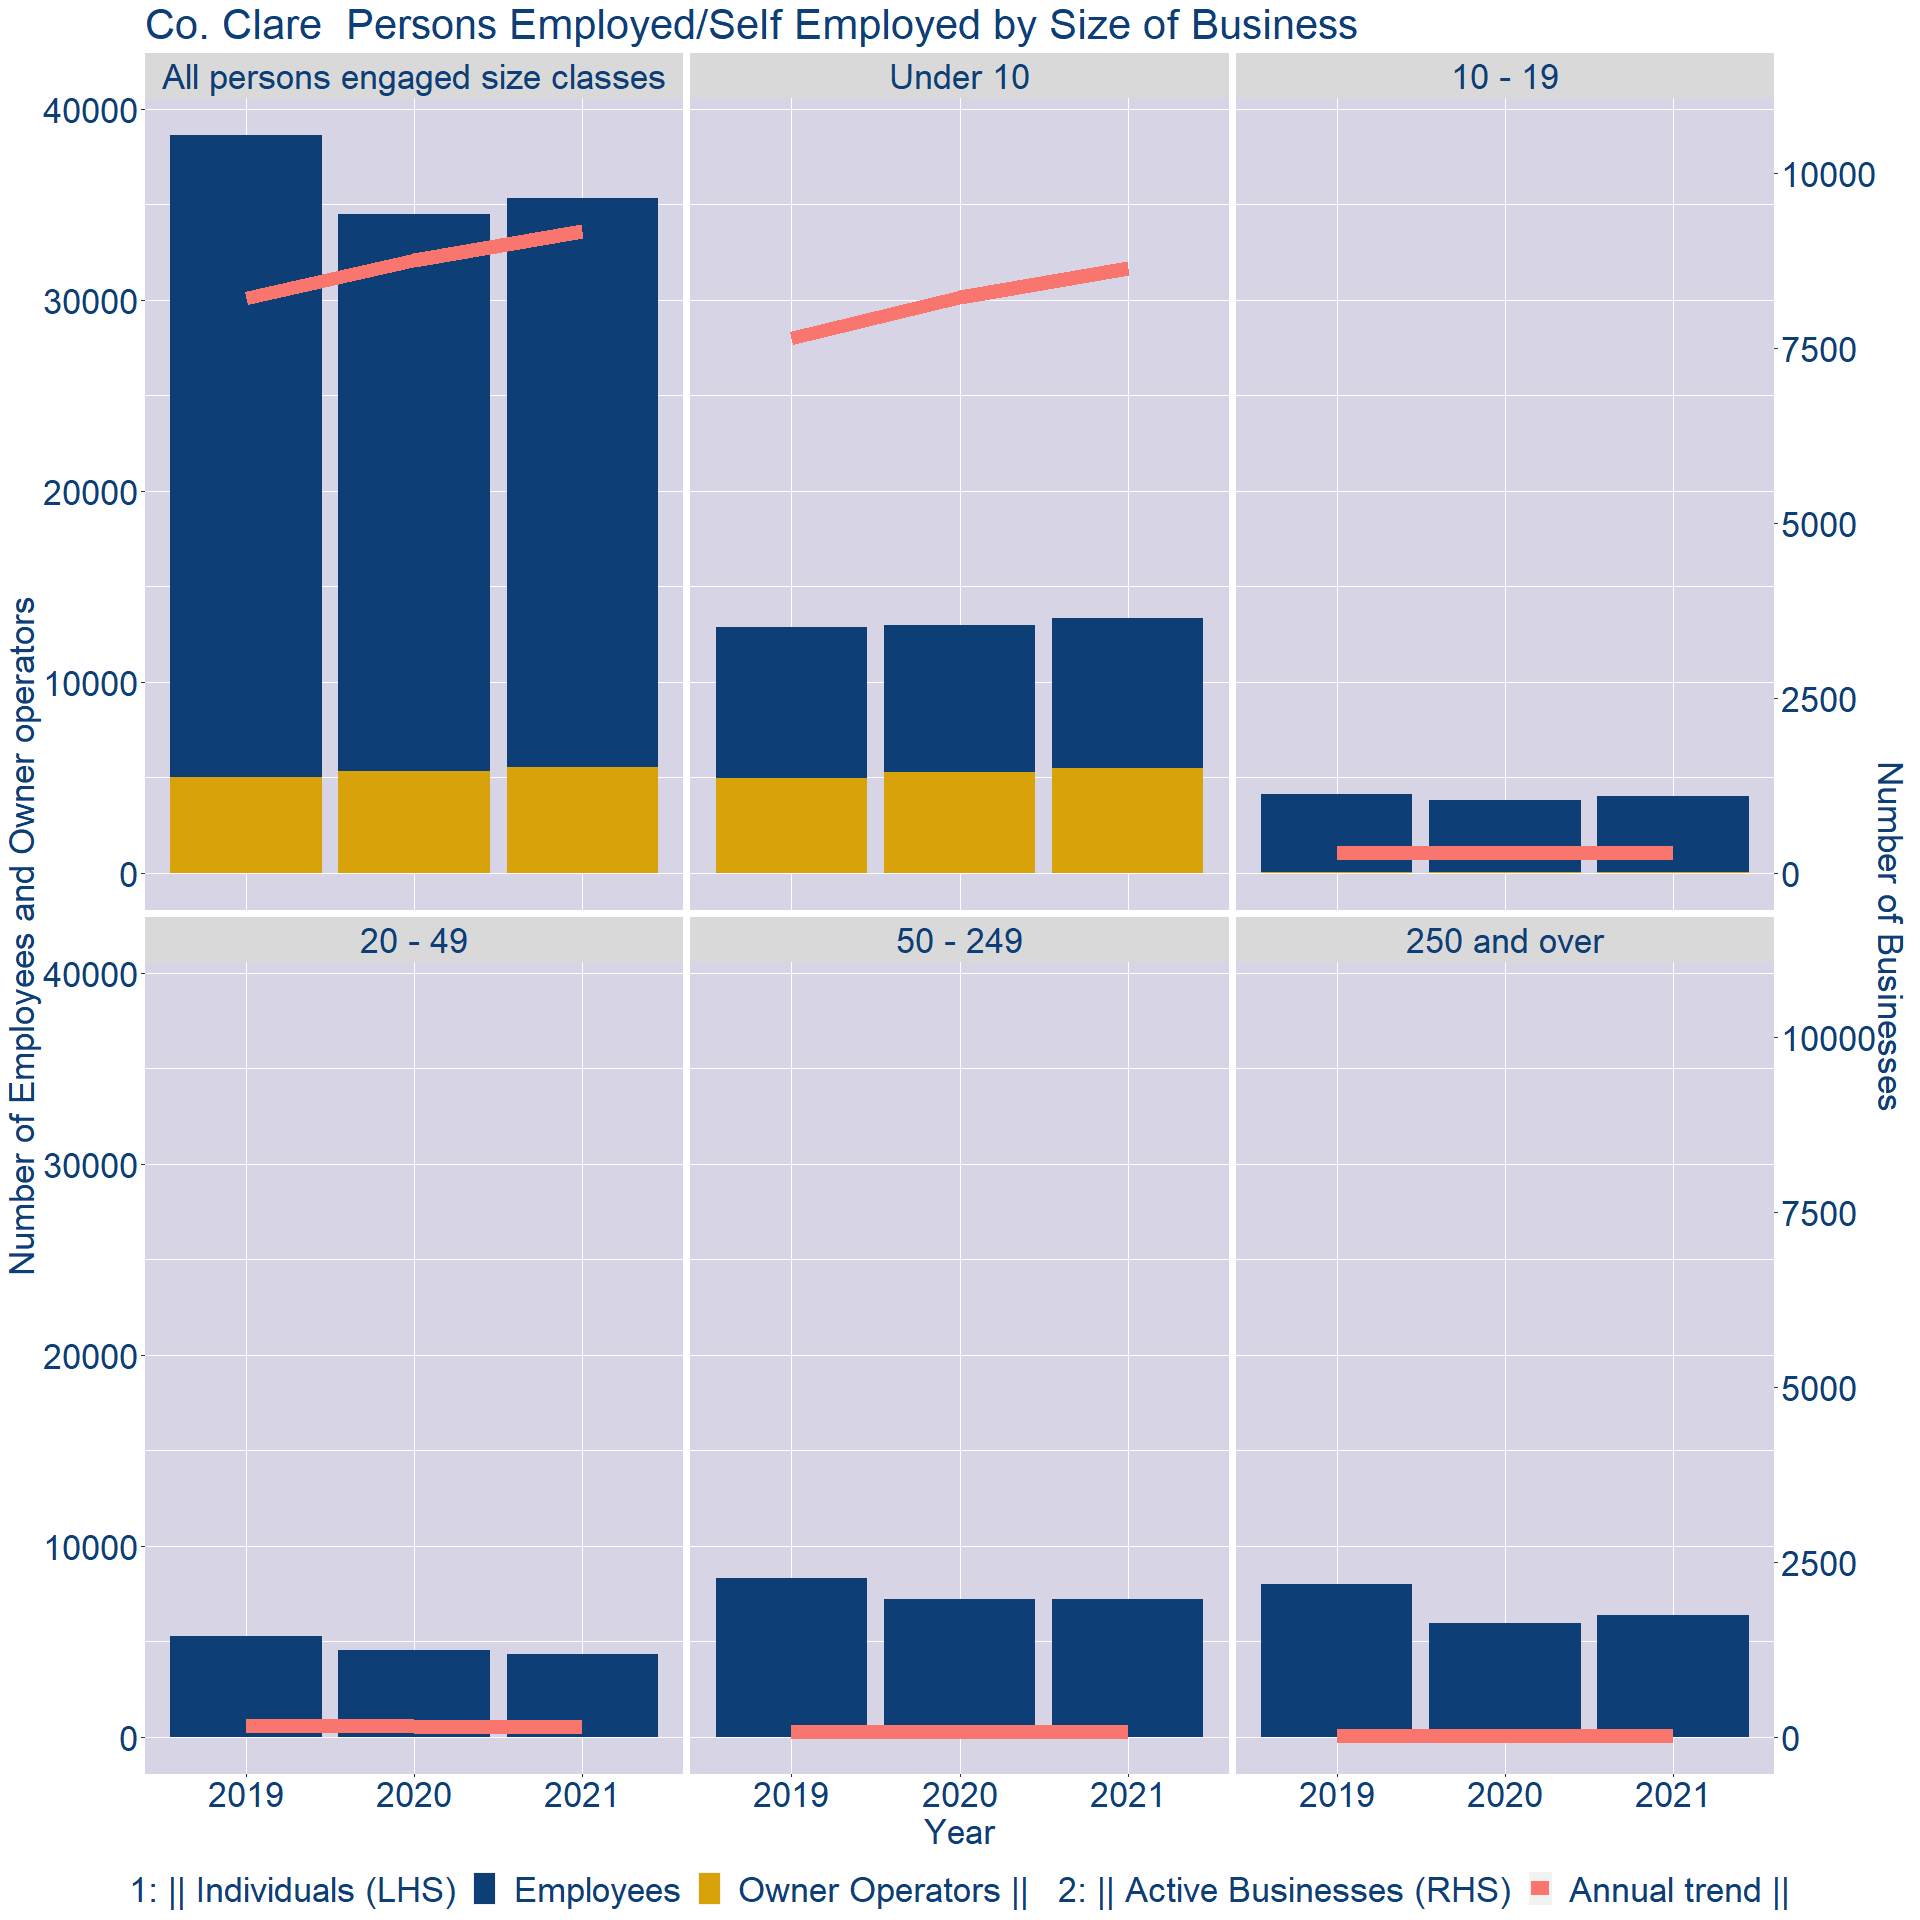 Co. Clare  Persons Employed/Self Employed by Size of Business
All persons engaged size classes
Under 10
10 - 19
40000
30000
20000
10000
0
10000
7500
5000
2500
0
Number of Employees and Owner operators
Number of Businesses
20 - 49
50 - 249
250 and over
40000
30000
20000
10000
0
10000
7500
5000
2500
0
2019 2020 2021
2019 2020 2021
2019 2020 2021
Year
1: || Individuals (LHS) Employees Owner Operators || 2: || Active Businesses (RHS) Annual trend ||